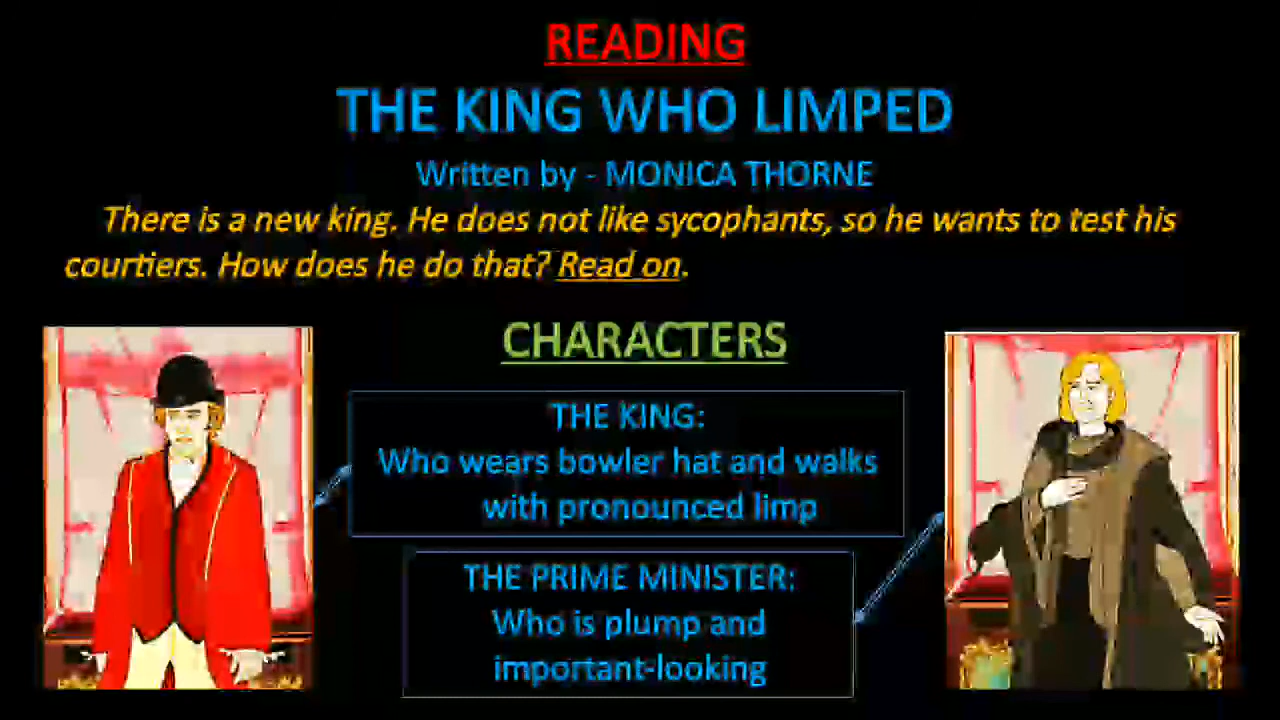 READING
THE KING WHO LIMPED
Written by - MONICA THORNE
There is a new king. He does not like sycophants, so he wants to test his
courtiers. How does he do that? Read on.
CHARACTERS
THE KING:
Who wears bowler hat and walks
with pronounced limp
THE PRIME MINISTER:
Who is plump and
important-looking